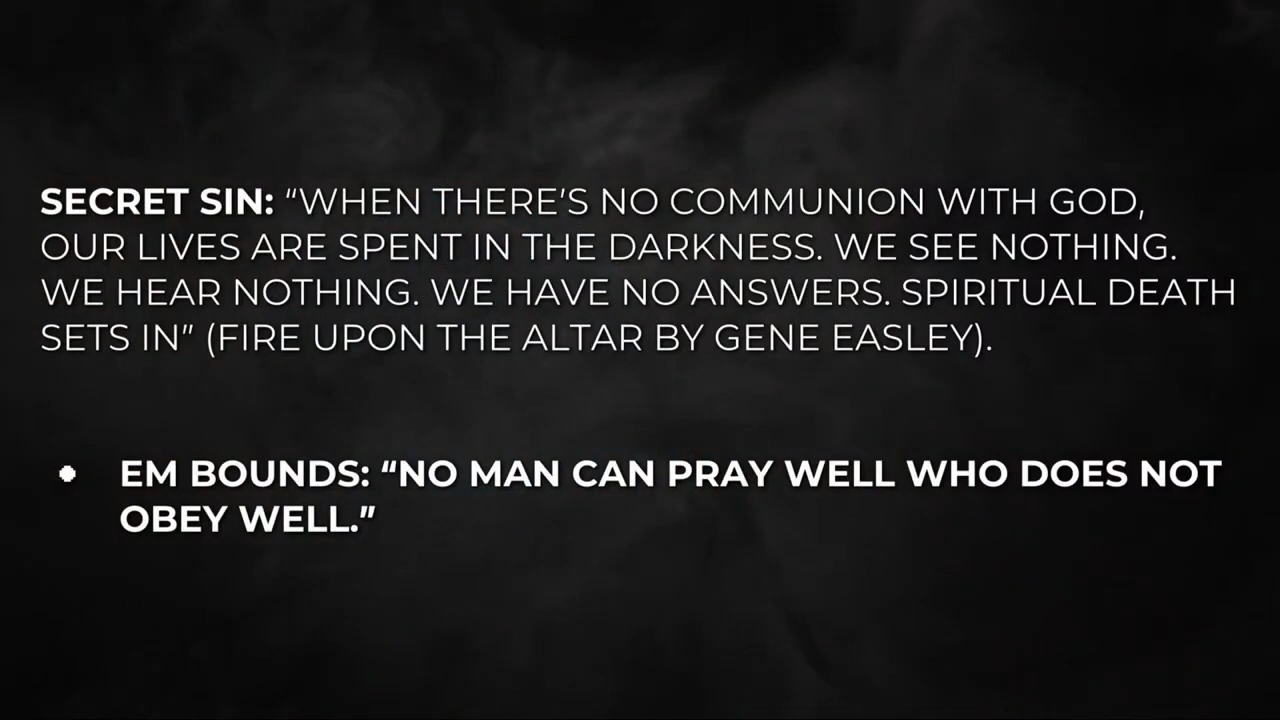 SECRET SIN: “WHEN THERE’S NO COMMUNION WITH GOD,
OUR LIVES ARE SPENT IN THE DARKNESS. WE SEE NOTHING.
WE HEAR NOTHING. WE HAVE NO ANSWERS. SPIRITUAL DEATH
SETS IN” (FIRE UPON THE ALTAR BY GENE EASLEY).
• EM BOUNDS: “NO MAN CAN PRAY WELL WHO DOES NOT
OBEY WELL.”